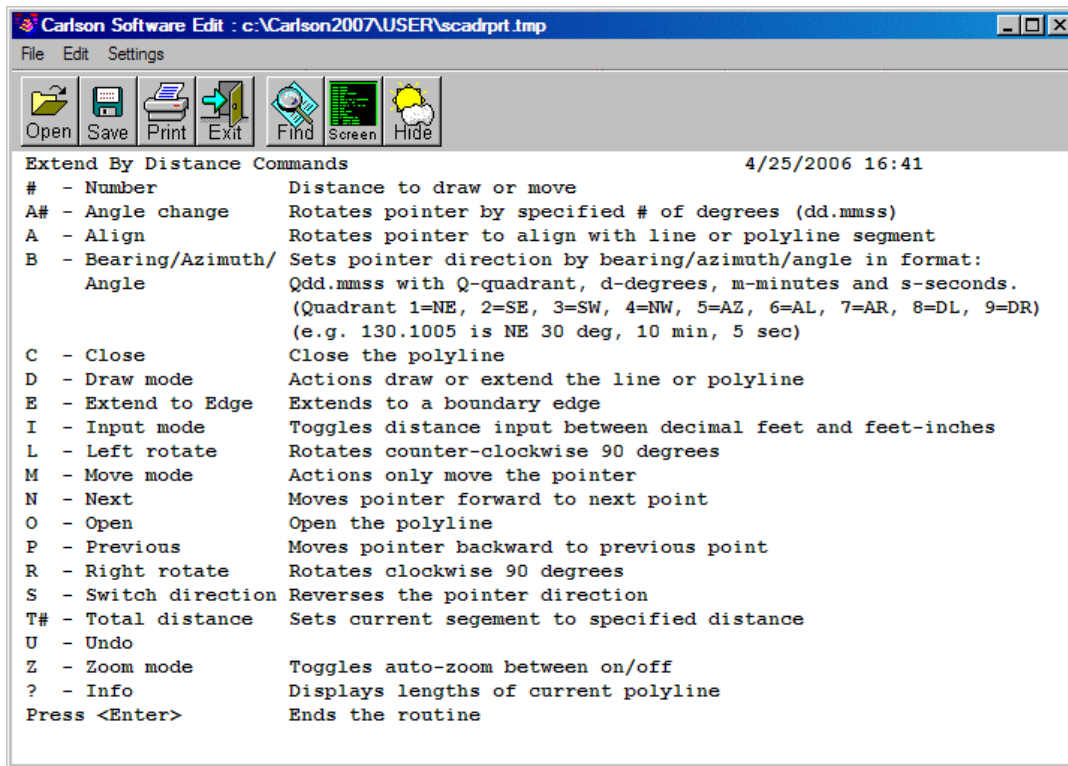 Carlson Software Edit : c:\Carlson2007\USER\scadrprt.tmp
File Edit Settings
Open Save Print Exit Find Screen Hide
Extend By Distance Commands 4/25/2006 16:41
# - Number Distance to draw or move
A# - Angle change Rotates pointer by specified # of degrees (dd.mmss)
A - Align Rotates pointer to align with line or polyline segment
B - Bearing/Azimuth/ Sets pointer direction by bearing/azimuth/angle in format:
Angle Qdd.mmss with Q-quadrant, d-degrees, m-minutes and s-seconds.
(Quadrant 1=NE, 2=SE, 3=SW, 4=NW, 5=AZ, 6=AL, 7=AR, 8=DL, 9=DR)
(e.g. 130.1005 is NE 30 deg, 10 min, 5 sec)
C - Close Close the polyline
D - Draw mode Actions draw or extend the line or polyline
E - Extend to Edge Extends to a boundary edge
I - Input mode Toggles distance input between decimal feet and feet-inches
L - Left rotate Rotates counter-clockwise 90 degrees
M - Move mode Actions only move the pointer
N - Next Moves pointer forward to next point
O - Open Open the polyline
P - Previous Moves pointer backward to previous point
R - Right rotate Rotates clockwise 90 degrees
S - Switch direction Reverses the pointer direction
T# - Total distance Sets current segement to specified distance
U - Undo
Z - Zoom mode Toggles auto-zoom between on/off
? - Info Displays lengths of current polyline
Press <Enter> Ends the routine